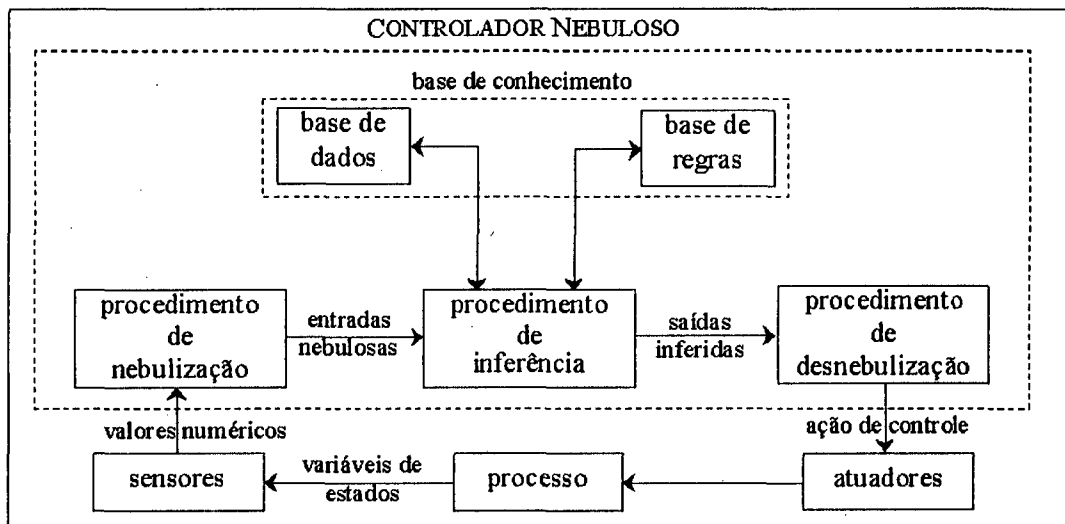 CONTROLADOR NEBULOSO
base de conhecimento
base de
dados
base de
regras
procedimento
de
nebulização
entradas
nebulosas
procedimento
de
inferência
saídas
inferidas
procedimento
de
desnebulização
valores numéricos
ação de controle
sensores
variáveis de
estados
processo
atuadores